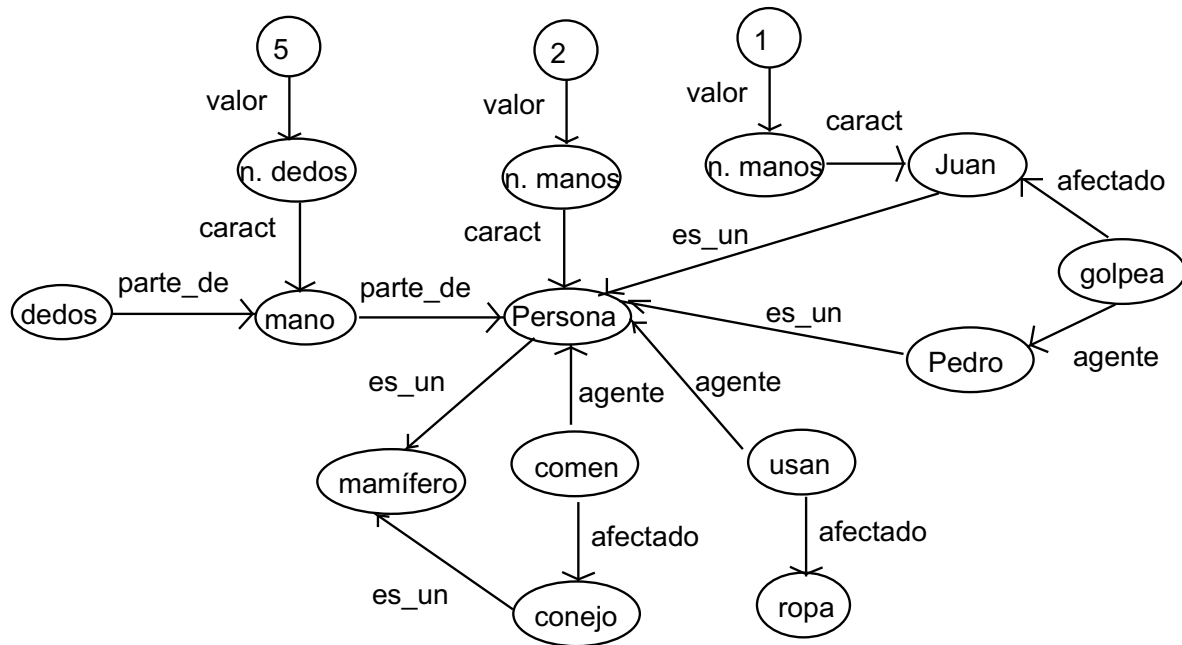 5
2
1
valor
valor
valor
caract
n. dedos
n. manos
n. manos
Juan
afectado
caract
caract
es_un
golpea
parte_de
parte_de
dedos
mano
Persona
es_un
Pedro
agente
es_un
agente
agente
mamífero
comen
usan
afectado
afectado
es_un
conejo
ropa